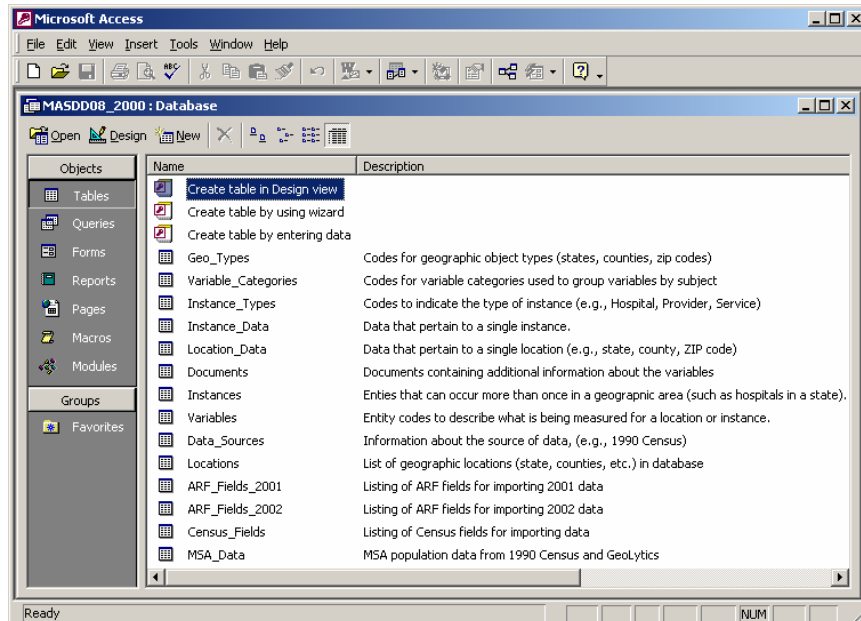 Microsoft Access
File Edit View Insert Tools Window Help
MASDD08_2000 : Database
Open Design New
Objects
Tables
Queries
Forms
Reports
Pages
Macros
Modules
Groups
Favorites
Name Description
Create table in Design view
Create table by using wizard
Create table by entering data
Geo_Types Codes for geographic object types (states, counties, zip codes)
Variable_Categories Codes for variable categories used to group variables by subject
Instance_Types Codes to indicate the type of instance (e.g., Hospital, Provider, Service)
Instance_Data Data that pertain to a single instance.
Location_Data Data that pertain to a single location (e.g., state, county, ZIP code)
Documents Documents containing additional information about the variables
Instances Enties that can occur more than once in a geograpnic area (such as hospitals in a state).
Variables Entity codes to describe what is being measured for a location or instance.
Data_Sources Information about the source of data, (e.g., 1990 Census)
Locations List of geographic locations (state, counties, etc.) in database
ARF_Fields_2001 Listing of ARF fields for importing 2001 data
ARF_Fields_2002 Listing of ARF fields for importing 2002 data
Census_Fields Listing of Census fields for importing data
MSA_Data MSA population data from 1990 Census and GeoLytics
Ready NUM